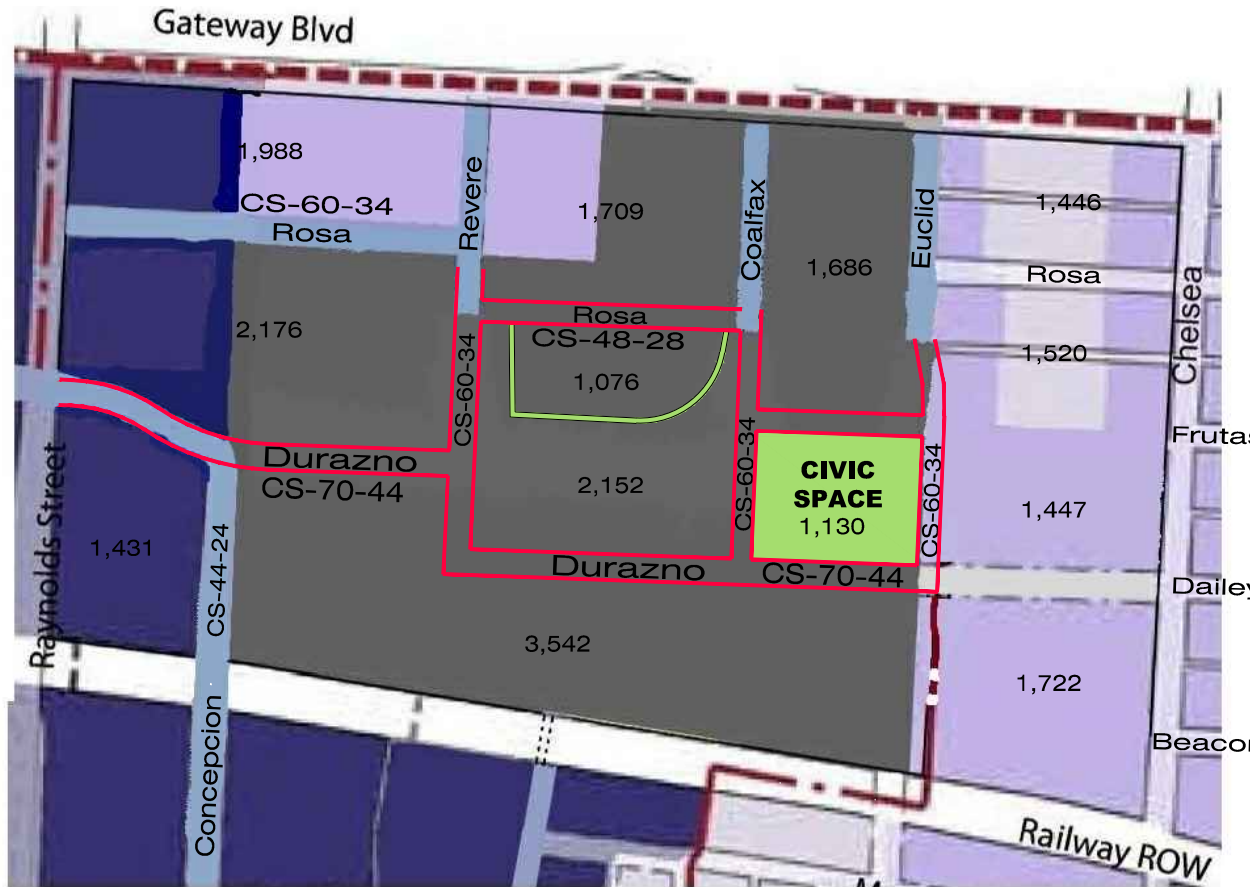 Gateway Blvd
1,988
CS-60-34
Rosa
Revere
1,709
Coalfax
1,686
Euclid
1,446
Rosa
1,520
Chelsea
2,176
Rosa
CS-48-28
1,076
CS-60-34
CS-60-34
CIVIC
SPACE
1,130
CS-60-34
Frutas
1,447
Durazno
CS-70-44
2,152
Raynolds Street
1,431
CS-44-24
Durazno
CS-70-44
Dailey
3,542
1,722
Concepcion
Beacon
Railway ROW